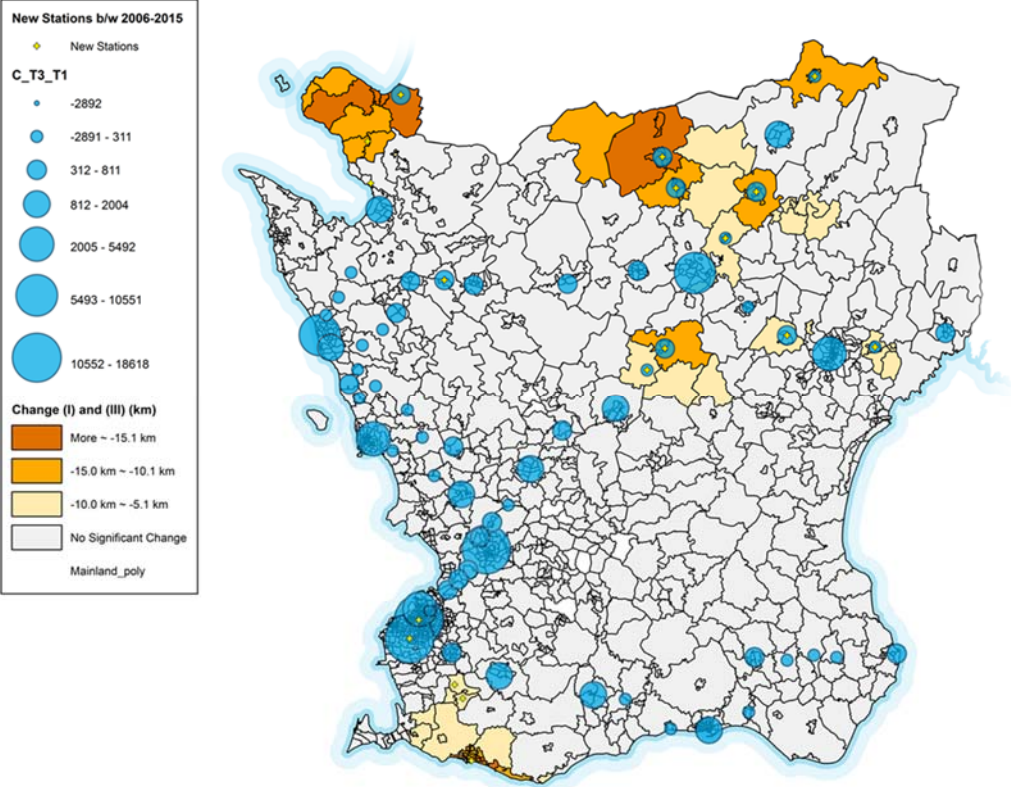 New Stations b/w 2006-2015
New Stations
C_T3_T1
-2892
-2891 - 311
312 - 811
812 - 2004
2005 - 5492
5493 - 10551
10552 - 18618
Change (I) and (III) (km)
More ~ -15.1 km
-15.0 km ~ -10.1 km
-10.0 km ~ -5.1 km
No Significant Change
Mainland_poly